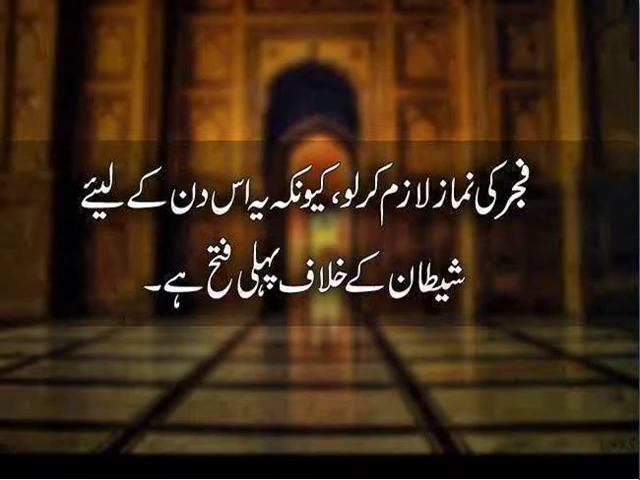 فجر کی نماز لازم کرلو، کیونکہ یہ اس دن کے لیئے
شیطان کے خلاف پہلی فتح ہے۔